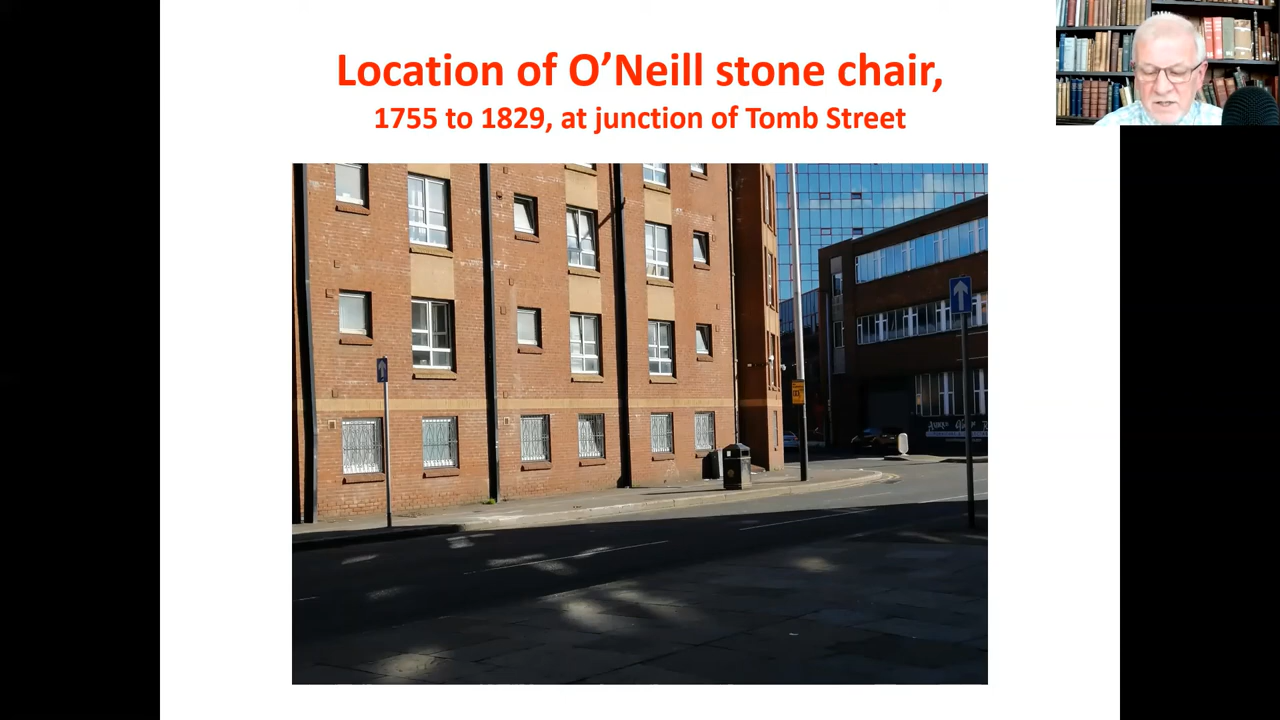 Location of O’Neill stone chair,
1755 to 1829, at junction of Tomb Street